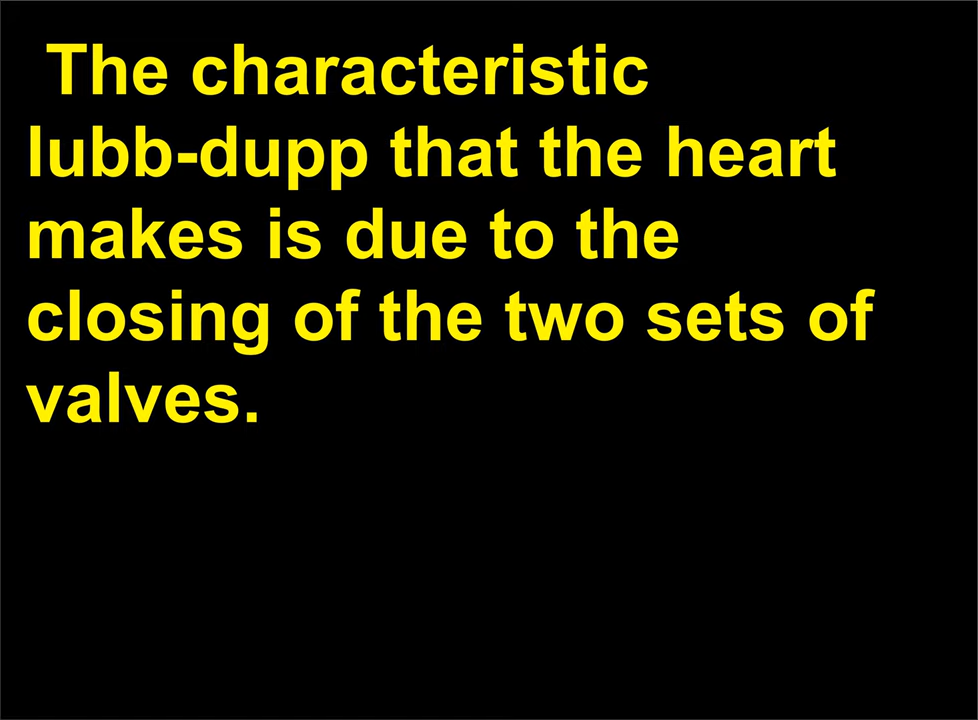 The characteristic
lubb-dupp that the heart
makes is due to the
closing of the two sets of
valves.